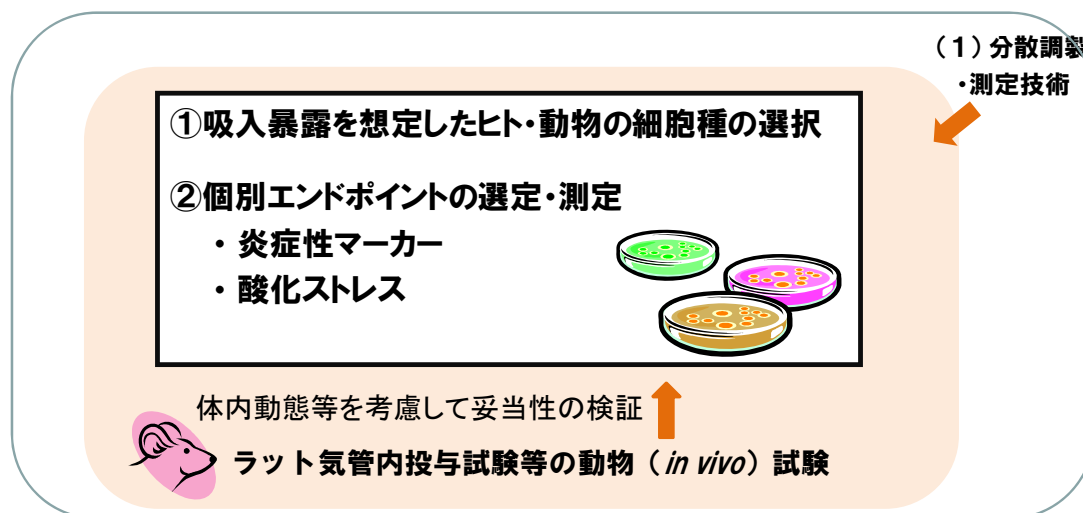 （１）分散調製
・測定技術
①吸入暴露を想定したヒト・動物の細胞種の選択
②個別エンドポイントの選定・測定
・ 炎症性マーカー
・ 酸化ストレス
体内動態等を考慮して妥当性の検証
ラット気管内投与試験等の動物（in vivo）試験